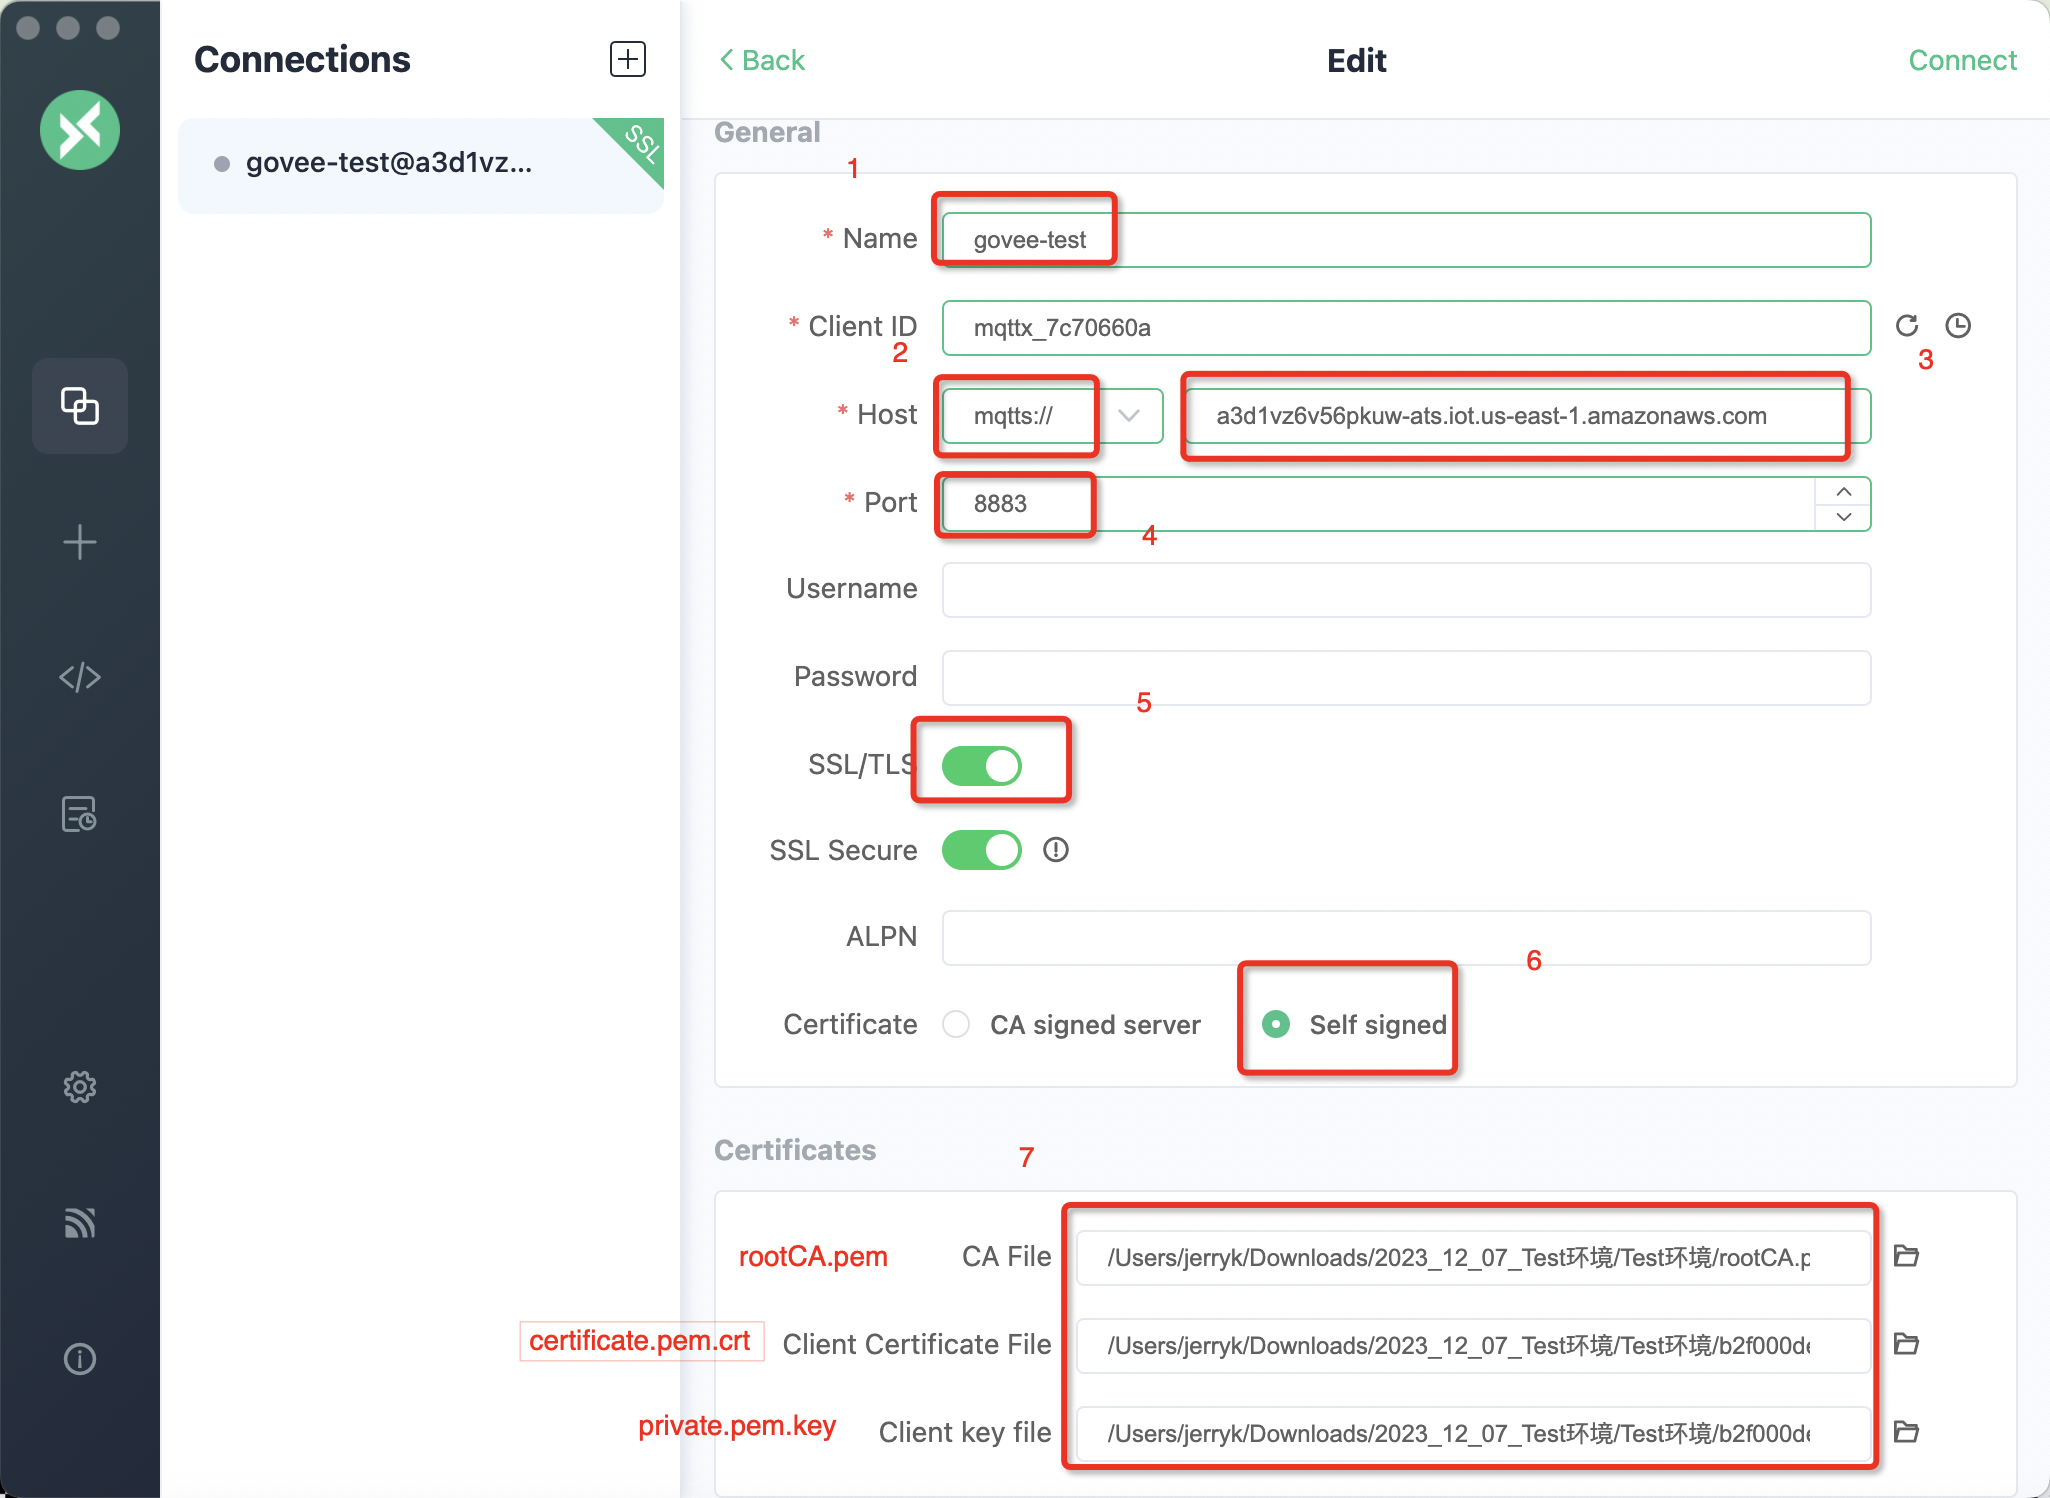 Connections
govee-test@a3d1vz...
SSL
Back
Edit
Connect
General
1
* Name
govee-test
* Client ID
mqttx_7c70660a
2
3
* Host
mqtts://
a3d1vz6v56pkuw-ats.iot.us-east-1.amazonaws.com
* Port
8883
4
Username
Password
5
SSL/TLS
SSL Secure
ALPN
6
Certificate
CA signed server
Self signed
Certificates
7
rootCA.pem
CA File
/Users/jerryk/Downloads/2023_12_07_Test环境/Test环境/rootCA.p
certificate.pem.crt
Client Certificate File
/Users/jerryk/Downloads/2023_12_07_Test环境/Test环境/b2f000de
private.pem.key
Client key file
/Users/jerryk/Downloads/2023_12_07_Test环境/Test环境/b2f000de